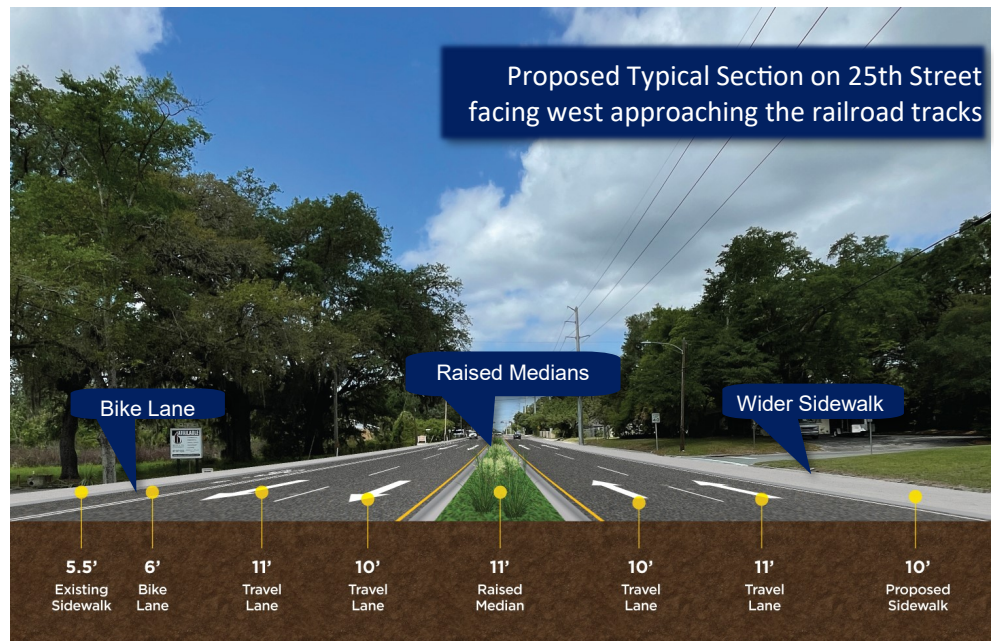 Proposed Typical Section on 25th Street
facing west approaching the railroad tracks
Raised Medians
Bike Lane
Wider Sidewalk
AVAILABLE
5.5’
Existing
Sidewalk
6’
Bike
Lane
11’
Travel
Lane
10’
Travel
Lane
11’
Raised
Median
10’
Travel
Lane
11’
Travel
Lane
10’
Proposed
Sidewalk